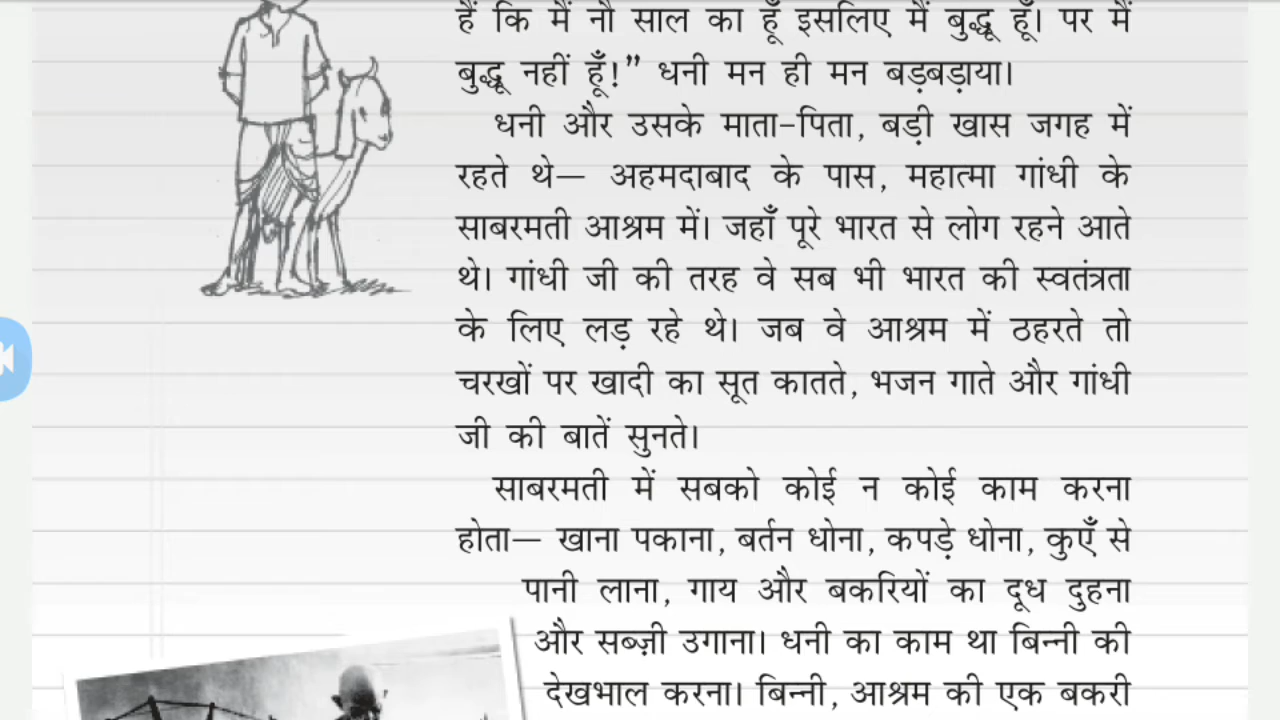 हैं कि मैं नौ साल का हूँ इसलिए मैं बुद्धू हूँ। पर मैं
बुद्धू नहीं हूँ!” धनी मन ही मन बड़बड़ाया।
धनी और उसके माता-पिता, बड़ी खास जगह में
रहते थे— अहमदाबाद के पास, महात्मा गांधी के
साबरमती आश्रम में। जहाँ पूरे भारत से लोग रहने आते
थे। गांधी जी की तरह वे सब भी भारत की स्वतंत्रता
के लिए लड़ रहे थे। जब वे आश्रम में ठहरते तो
चरखों पर खादी का सूत कातते, भजन गाते और गांधी
जी की बातें सुनते।
साबरमती में सबको कोई न कोई काम करना
होता— खाना पकाना, बर्तन धोना, कपड़े धोना, कुएँ से
पानी लाना, गाय और बकरियों का दूध दुहना
और सब्ज़ी उगाना। धनी का काम था बिन्नी की
देखभाल करना। बिन्नी, आश्रम की एक बकरी